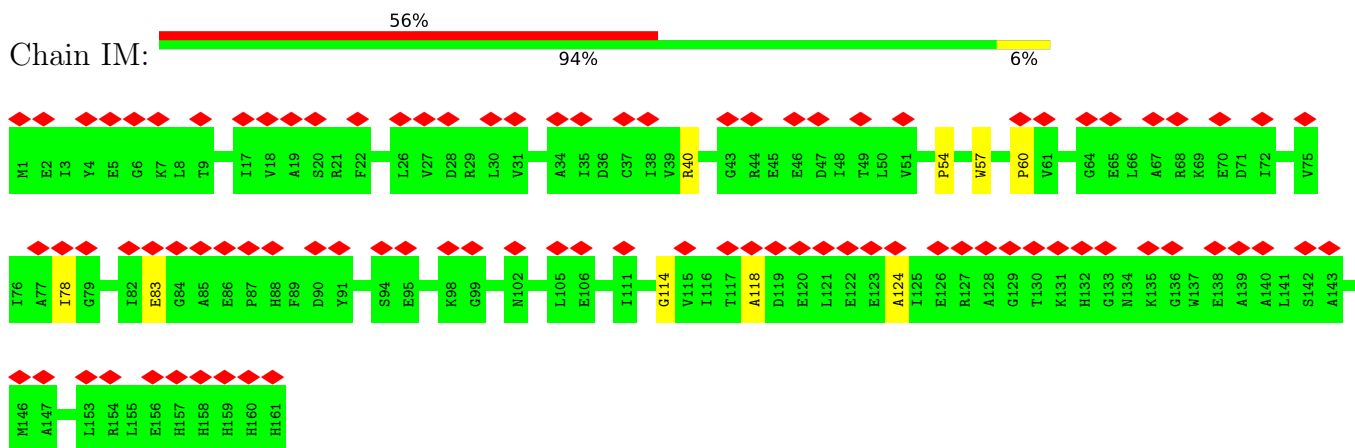 56%
Chain IM:
94% 6%
M1 E2 I3 Y4 E5 G6 K7 L8 T9 I17 V18 A19 S20 R21 F22 L26 V27 D28 R29 L30 V31 A34 I35 D36 C37 I38 V39 R40 G43 R44 E45 E46 D47 I48 T49 L50 V51 P54 W57 P60 V61 G64 E65 L66 A67 R68 K69 E70 D71 I72 V75
I76 A77 I78 G79 I82 E83 G84 A85 E86 P87 H88 F89 D90 Y91 S94 E95 K98 G99 N102 L105 E106 I111 G114 V115 I116 T117 A118 D119 E120 L121 E122 E123 A124 I125 E126 R127 A128 G129 T130 K131 H132 G133 N134 K135 G136 W137 E138 A139 A140 L141 S142 A143
M146 A147 L153 R154 L155 E156 H157 H158 H159 H160 H161